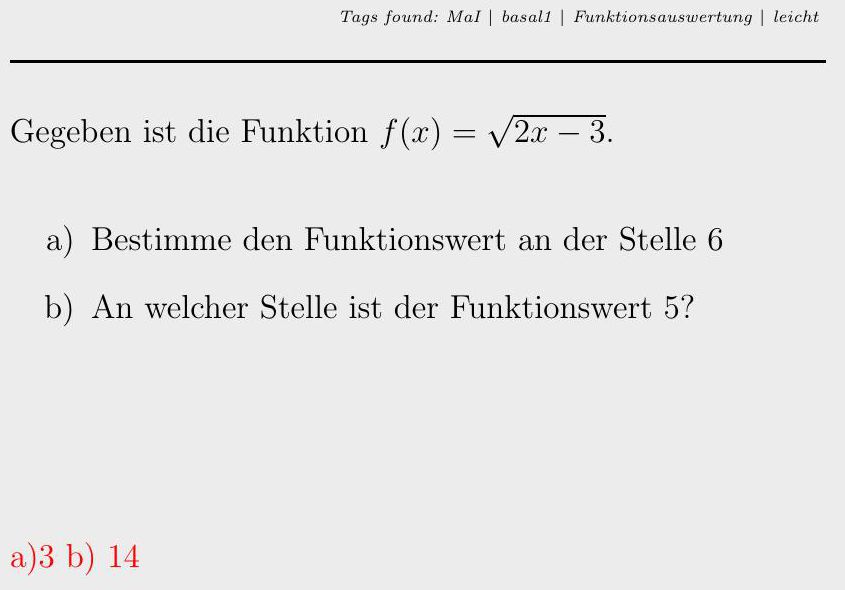 Tags found: MaI | basal1 | Funktionsauswertung | leicht
Gegeben ist die Funktion f(x) = √2x − 3.
a) Bestimme den Funktionswert an der Stelle 6
b) An welcher Stelle ist der Funktionswert 5?
a)3 b) 14